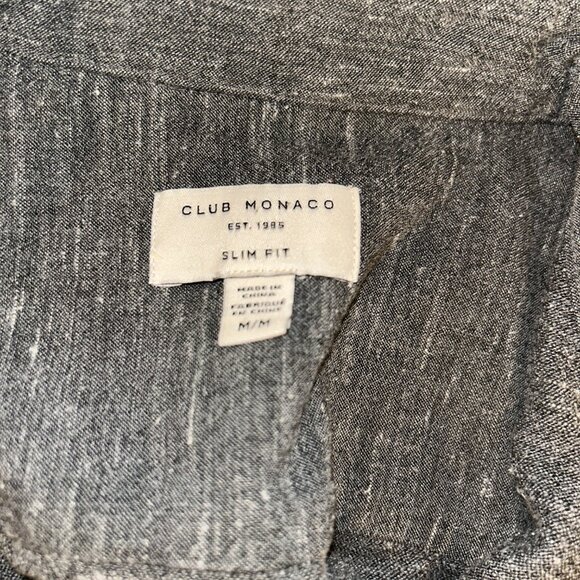 CLUB MONACO
EST. 1985
SLIM FIT
MADE IN
CHINA
FABRIQUÉ
EN CHINE
M/M